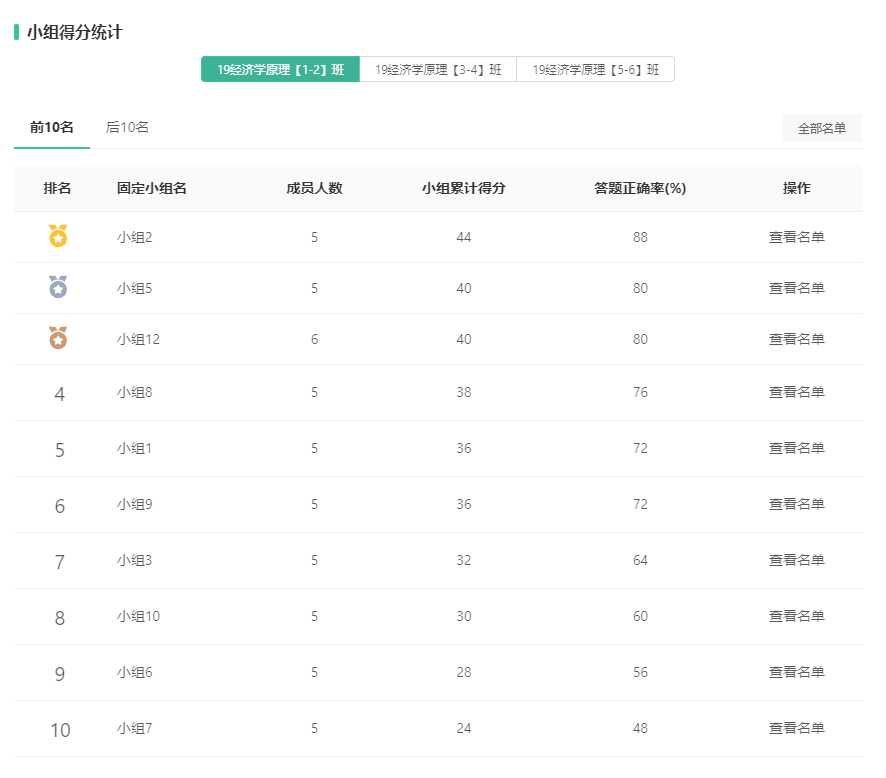 小组得分统计
19经济学原理【1-2】班 19经济学原理【3-4】班 19经济学原理【5-6】班
前10名 后10名 全部名单
排名 固定小组名 成员人数 小组累计得分 答题正确率(%) 操作
小组2 5 44 88 查看名单
小组5 5 40 80 查看名单
小组12 6 40 80 查看名单
4 小组8 5 38 76 查看名单
5 小组1 5 36 72 查看名单
6 小组9 5 36 72 查看名单
7 小组3 5 32 64 查看名单
8 小组10 5 30 60 查看名单
9 小组6 5 28 56 查看名单
10 小组7 5 24 48 查看名单